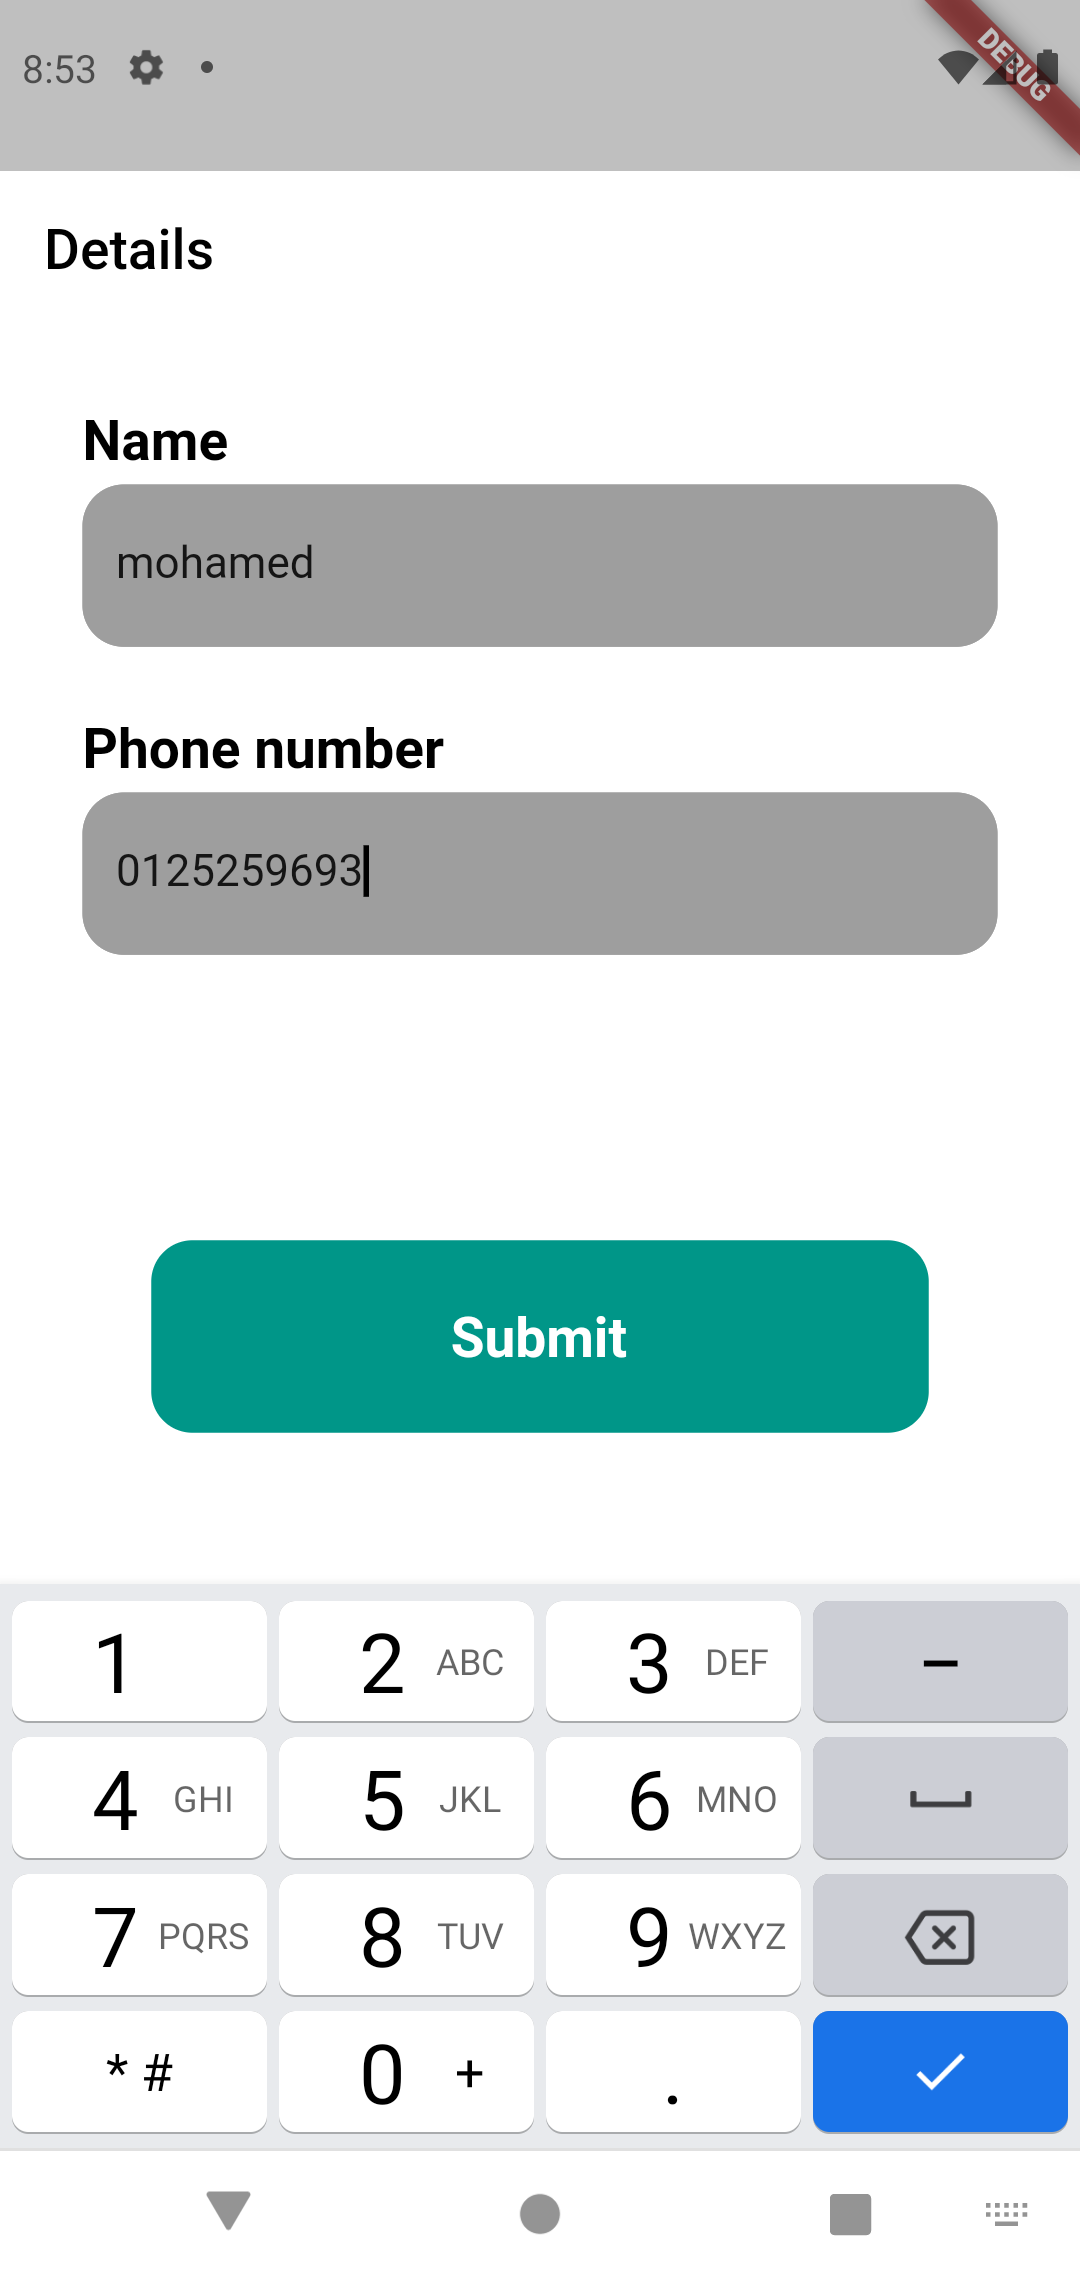 8:53
DEBUG
Details
Name
mohamed
Phone number
0125259693
Submit
1 2 ABC 3 DEF –
4 GHI 5 JKL 6 MNO
7 PQRS 8 TUV 9 WXYZ
* # 0 + .